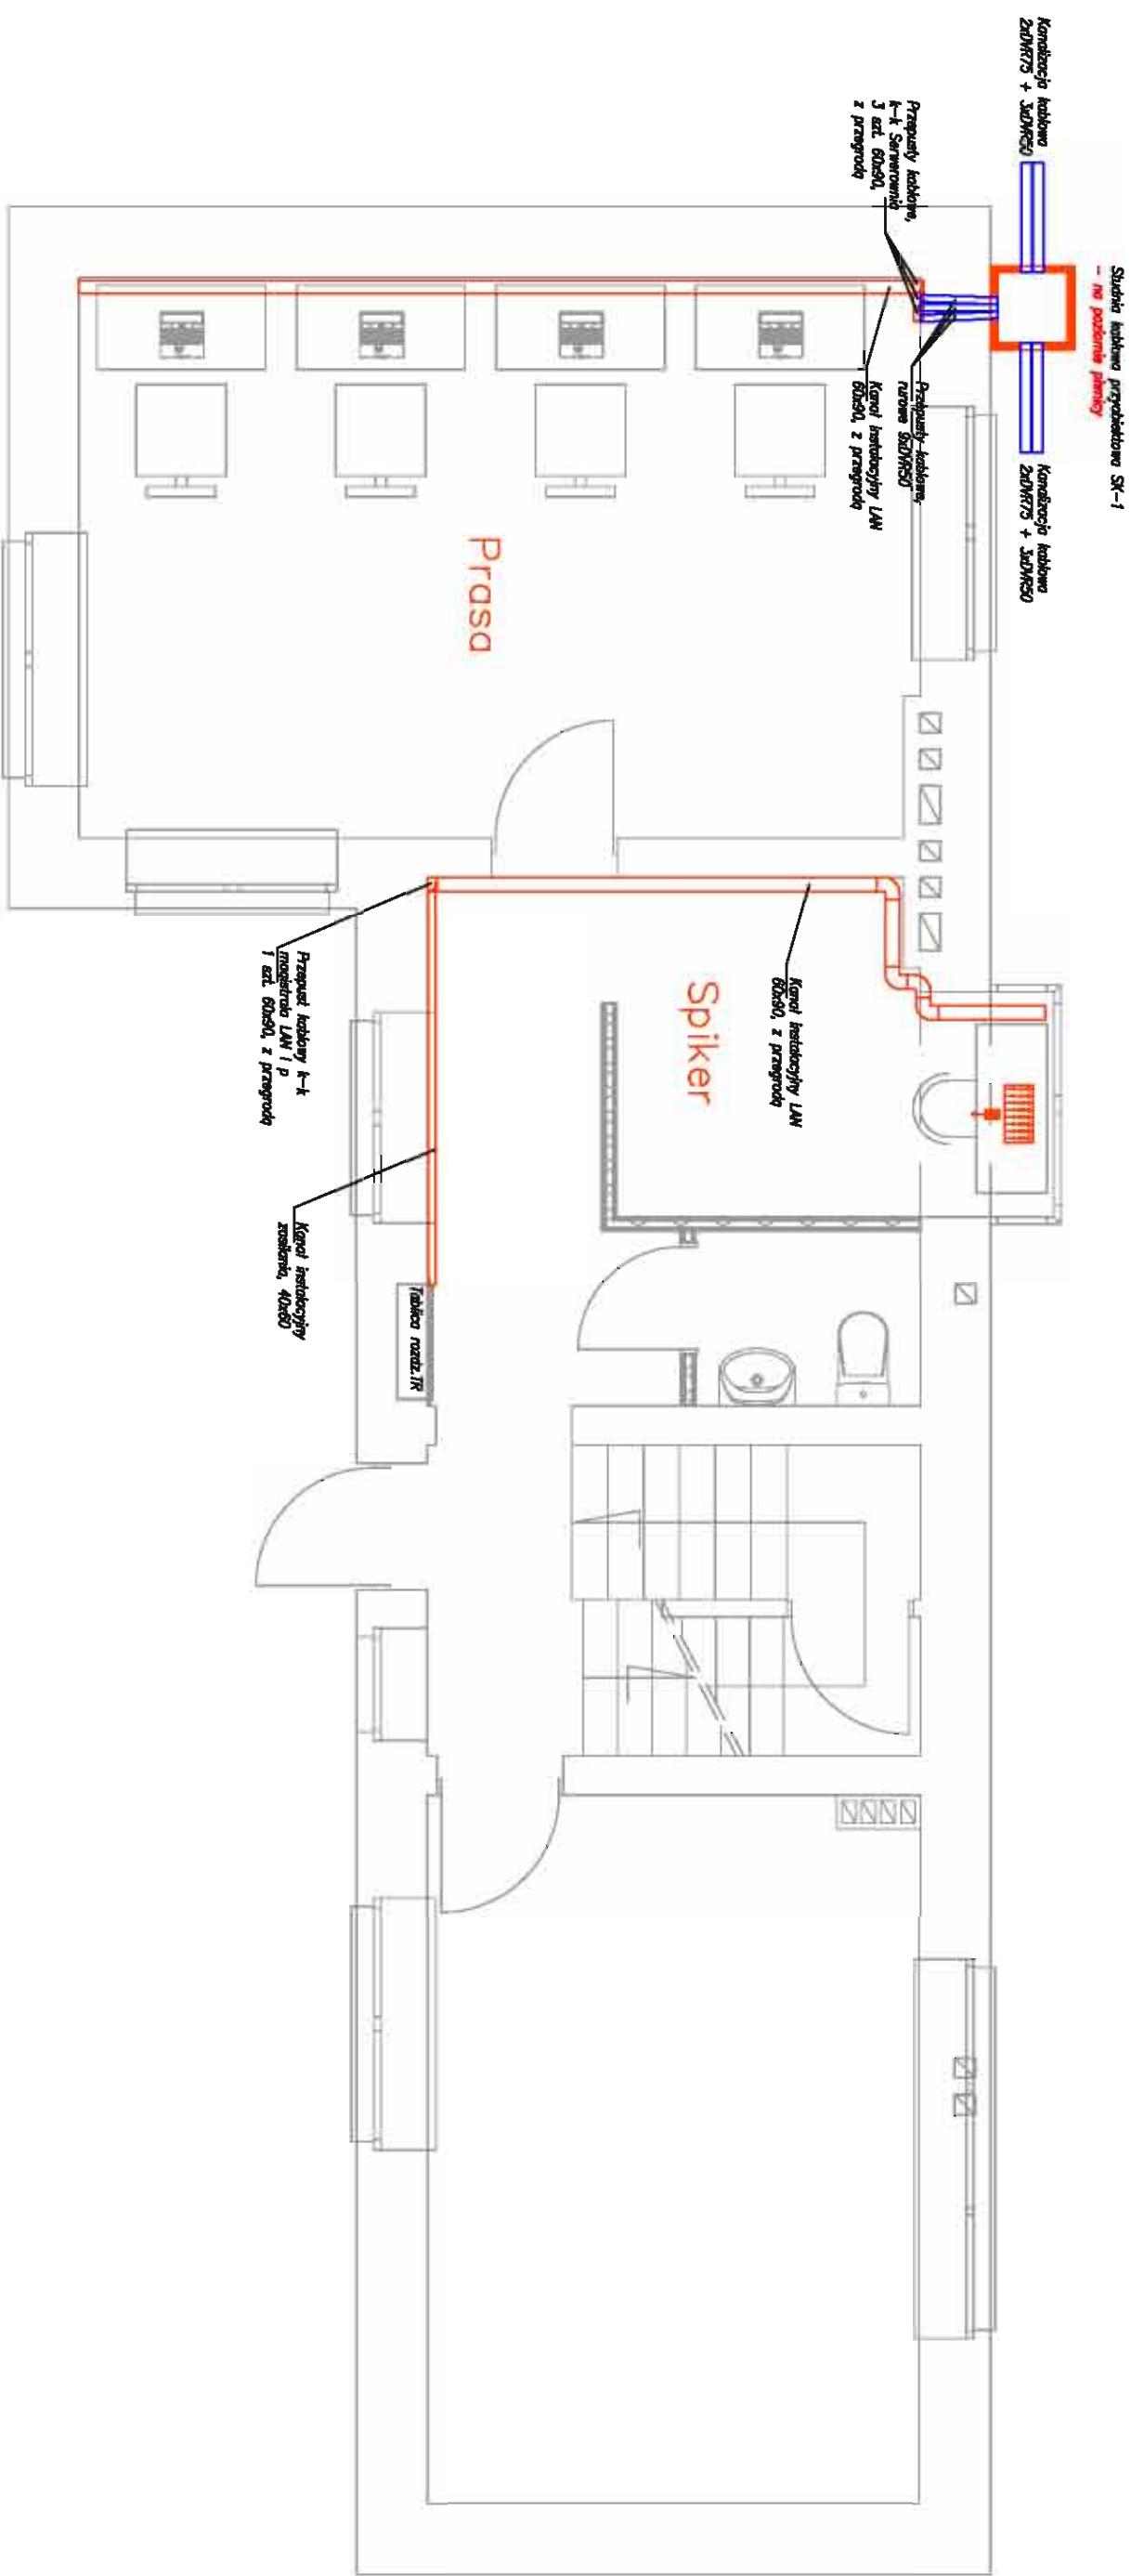 Studnia kablowa przyobiektowa SK-1
- na poziomie piwnicy
Kanalizacja kablowa
2xDVR75 + 3xDVR50
Kanalizacja kablowa
2xDVR75 + 3xDVR50
Przepusty kablowe,
k-k Serwerownia
3 szt. 60x90,
z przegrodą
Przepusty kablowe,
rurowe 9xDVR50
Kanał instalacyjny LAN
60x90, z przegrodą
Prasa
Kanał instalacyjny LAN
60x90, z przegrodą
Spiker
Przepust kablowy k-k
magistrala LAN I p
1 szt. 60x90, z przegrodą
Kanał instalacyjny
zasilania, 40x60
Tablica rozdz.TR